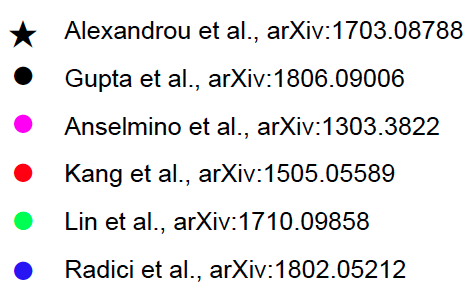 Alexandrou et al., arXiv:1703.08788
Gupta et al., arXiv:1806.09006
Anselmino et al., arXiv:1303.3822
Kang et al., arXiv:1505.05589
Lin et al., arXiv:1710.09858
Radici et al., arXiv:1802.05212